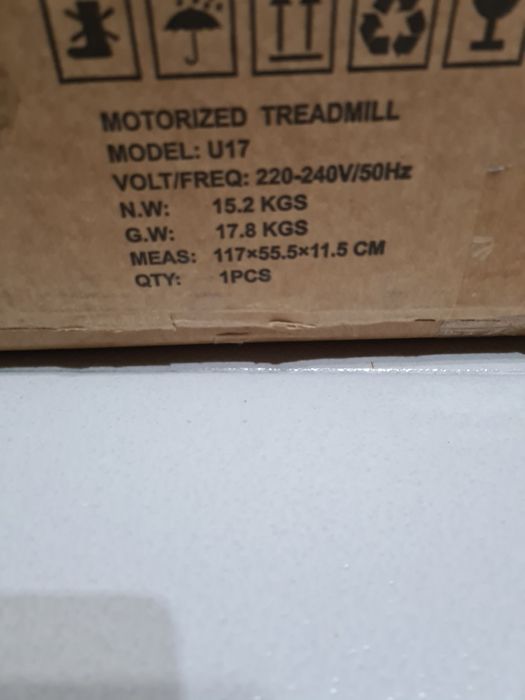 MOTORIZED TREADMILL
MODEL: U17
VOLT/FREQ: 220-240V/50Hz
N.W: 15.2 KGS
G.W: 17.8 KGS
MEAS: 117×55.5×11.5 CM
QTY: 1PCS